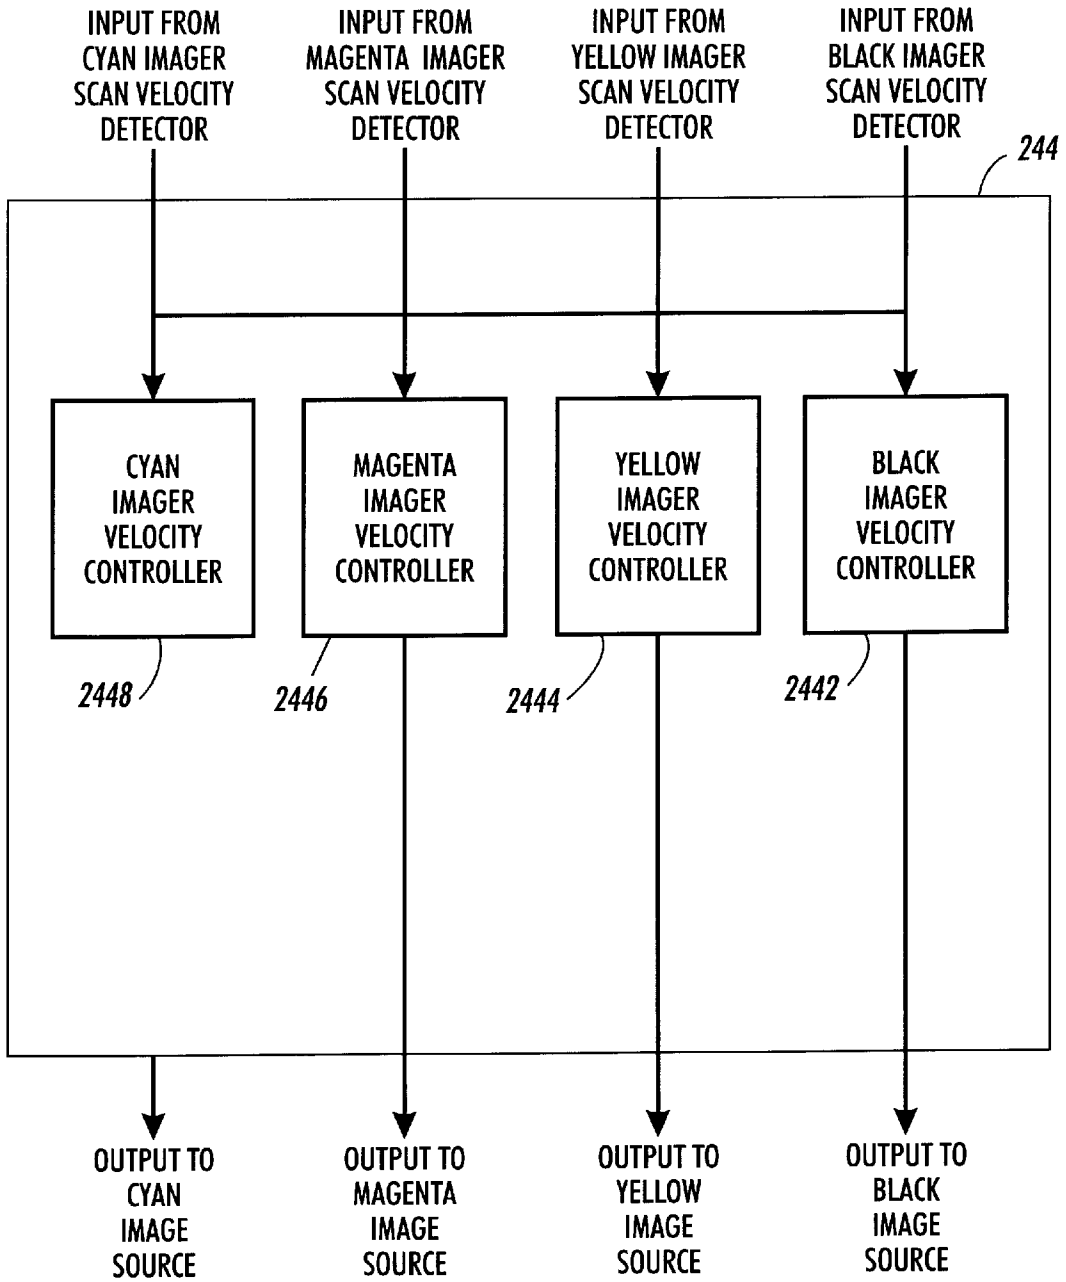 INPUT FROM
CYAN IMAGER
SCAN VELOCITY
DETECTOR
INPUT FROM
MAGENTA IMAGER
SCAN VELOCITY
DETECTOR
INPUT FROM
YELLOW IMAGER
SCAN VELOCITY
DETECTOR
INPUT FROM
BLACK IMAGER
SCAN VELOCITY
DETECTOR
244
CYAN
IMAGER
VELOCITY
CONTROLLER
MAGENTA
IMAGER
VELOCITY
CONTROLLER
YELLOW
IMAGER
VELOCITY
CONTROLLER
BLACK
IMAGER
VELOCITY
CONTROLLER
2448
2446
2444
2442
OUTPUT TO
CYAN
IMAGE
SOURCE
OUTPUT TO
MAGENTA
IMAGE
SOURCE
OUTPUT TO
YELLOW
IMAGE
SOURCE
OUTPUT TO
BLACK
IMAGE
SOURCE